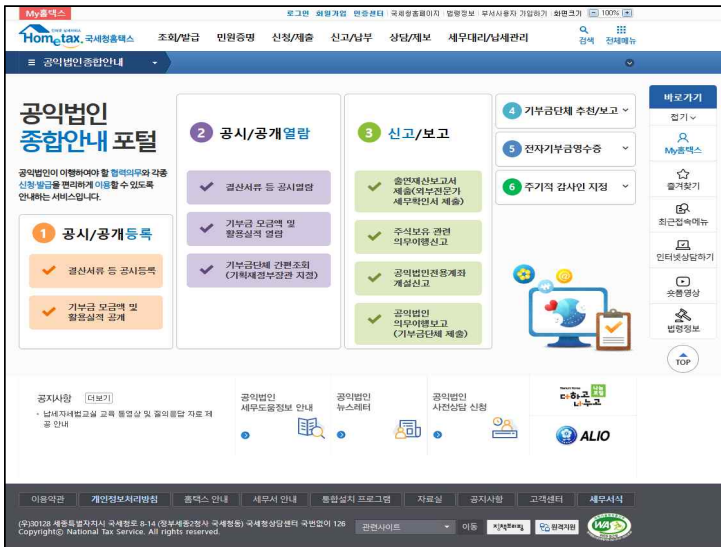 My홈택스
로그인 회원가입 인증센터 국세청홈페이지 법령정보 부서사용자 가입하기 화면크기 100%
Hometax. 국세청홈택스
조회/발급 민원증명 신청/제출 신고/납부 상담/제보 세무대리/납세관리
검색 전체메뉴
공익법인종합안내
공익법인
종합안내 포털
공익법인이 이행하여야 할 협력의무와 각종
신청·발급을 편리하게 이용할 수 있도록
안내하는 서비스입니다.
1 공시/공개등록
결산서류 등 공시등록
기부금 모금액 및
활용실적 공개
2 공시/공개열람
결산서류 등 공시열람
기부금 모금액 및
활용실적 열람
기부금단체 간편조회
(기획재정부장관 지정)
3 신고/보고
출연재산보고서
제출(외부전문가
세무확인서 제출)
주식보유 관련
의무이행신고
공익법인전용계좌
개설신고
공익법인
의무이행보고
(기부금단체 제출)
4 기부금단체 추천/보고
5 전자기부금영수증
6 주기적 감사인 지정
바로가기
접기
My홈택스
즐겨찾기
최근접속메뉴
인터넷상담하기
숏폼영상
법령정보
TOP
공지사항 더보기
· 납세자세법교실 교육 동영상 및 질의응답 자료 제
공 안내
공익법인
세무도움정보 안내
공익법인
뉴스레터
공익법인
사전상담 신청
더하고
나누고
ALIO
이용약관 개인정보처리방침 홈택스 안내 세무서 안내 통합설치 프로그램 자료실 공지사항 고객센터 세무서식
(우)30128 세종특별자치시 국세청로 8-14 (정부세종2청사 국세청동) 국세청상담센터 국번없이 126
Copyright© National Tax Service. All rights reserved.
관련사이트 이동 원격지원 WA